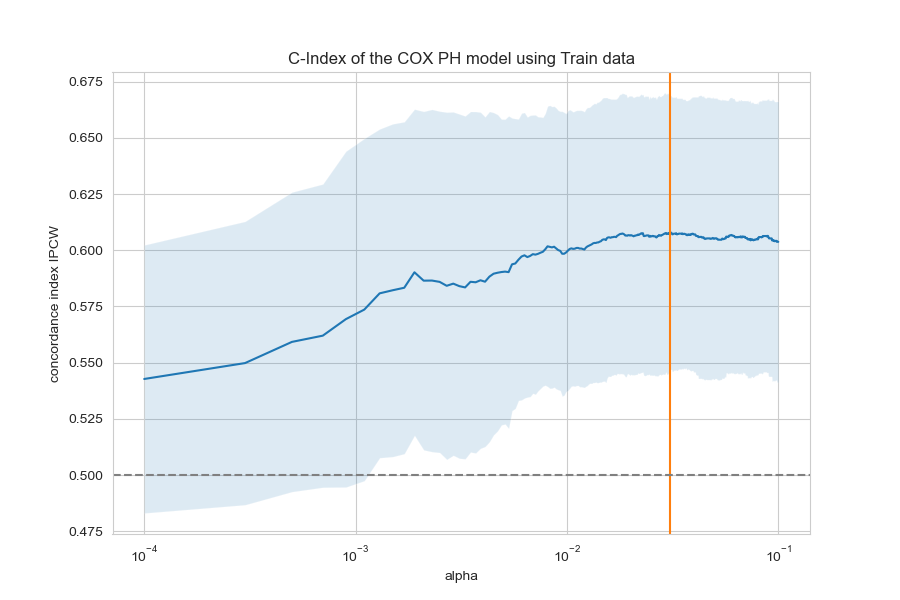 C-Index of the COX PH model using Train data
0.675
0.650
0.625
0.600
0.575
0.550
0.525
0.500
0.475
concordance index IPCW
10⁻⁴ 10⁻³ 10⁻² 10⁻¹
alpha